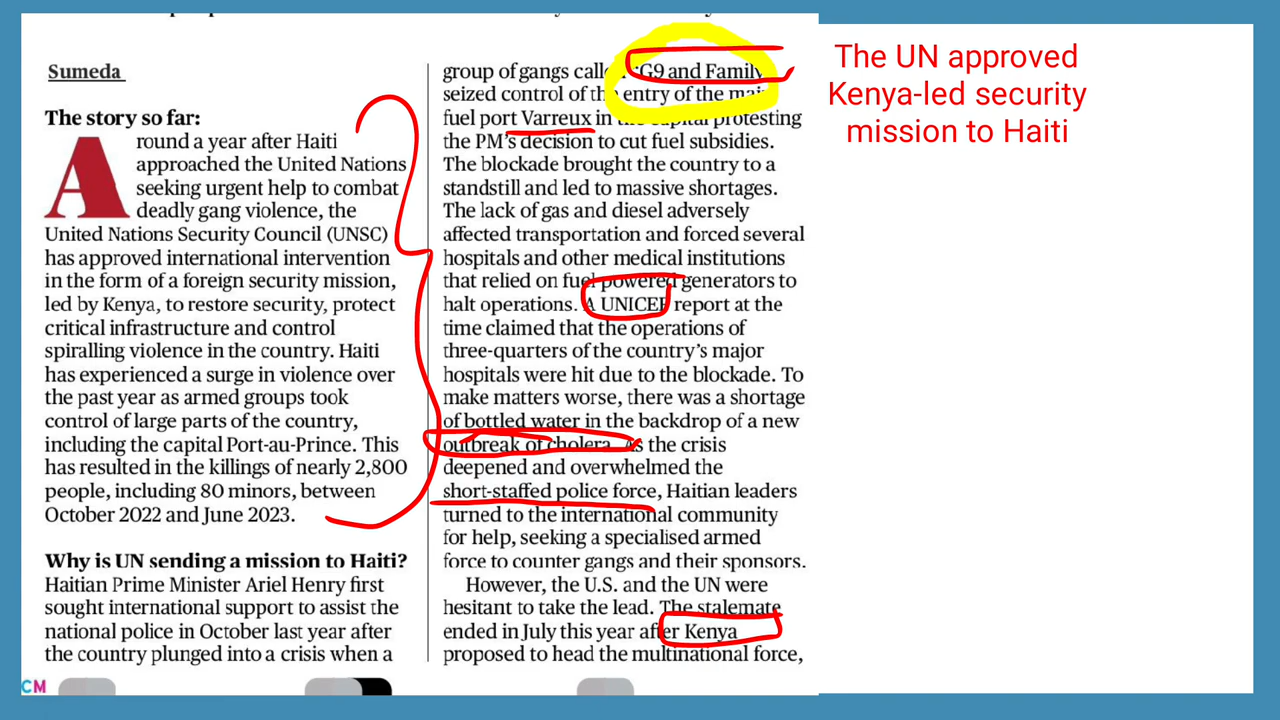 Sumeda
The story so far:
Around a year after Haiti
approached the United Nations
seeking urgent help to combat
deadly gang violence, the
United Nations Security Council (UNSC)
has approved international intervention
in the form of a foreign security mission,
led by Kenya, to restore security, protect
critical infrastructure and control
spiralling violence in the country. Haiti
has experienced a surge in violence over
the past year as armed groups took
control of large parts of the country,
including the capital Port-au-Prince. This
has resulted in the killings of nearly 2,800
people, including 80 minors, between
October 2022 and June 2023.
Why is UN sending a mission to Haiti?
Haitian Prime Minister Ariel Henry first
sought international support to assist the
national police in October last year after
the country plunged into a crisis when a
group of gangs called G9 and Family
seized control of the entry of the main
fuel port Varreux in the capital protesting
the PM's decision to cut fuel subsidies.
The blockade brought the country to a
standstill and led to massive shortages.
The lack of gas and diesel adversely
affected transportation and forced several
hospitals and other medical institutions
that relied on fuel powered generators to
halt operations. A UNICEF report at the
time claimed that the operations of
three-quarters of the country's major
hospitals were hit due to the blockade. To
make matters worse, there was a shortage
of bottled water in the backdrop of a new
outbreak of cholera. As the crisis
deepened and overwhelmed the
short-staffed police force, Haitian leaders
turned to the international community
for help, seeking a specialised armed
force to counter gangs and their sponsors.
However, the U.S. and the UN were
hesitant to take the lead. The stalemate
ended in July this year after Kenya
proposed to head the multinational force,
The UN approved
Kenya-led security
mission to Haiti
CM